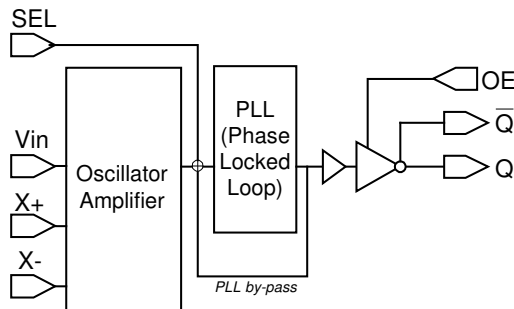 SEL
PLL
(Phase
Locked
Loop)
OE
Q̅
Vin
Oscillator
Amplifier
Q
X+
X-
PLL by-pass